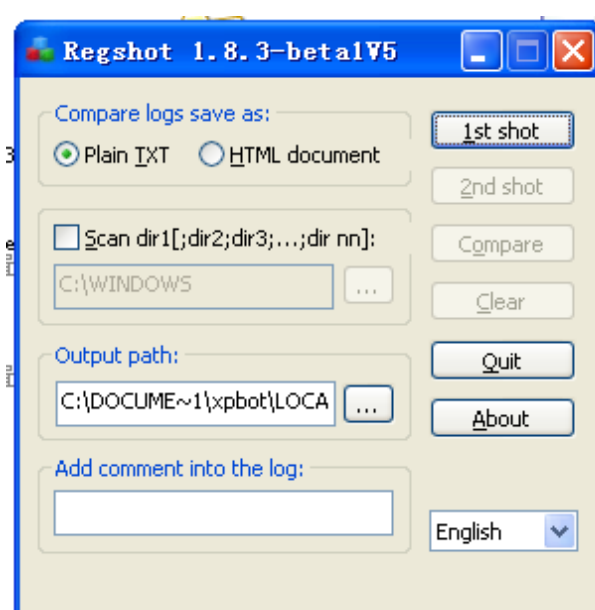 Regshot 1.8.3-beta1V5
Compare logs save as:
Plain TXT
HTML document
1st shot
2nd shot
Scan dir1[;dir2;dir3;...;dir nn]:
Compare
C:\WINDOWS
...
Clear
Output path:
Quit
C:\DOCUME~1\xpbot\LOCA
...
About
Add comment into the log:
English